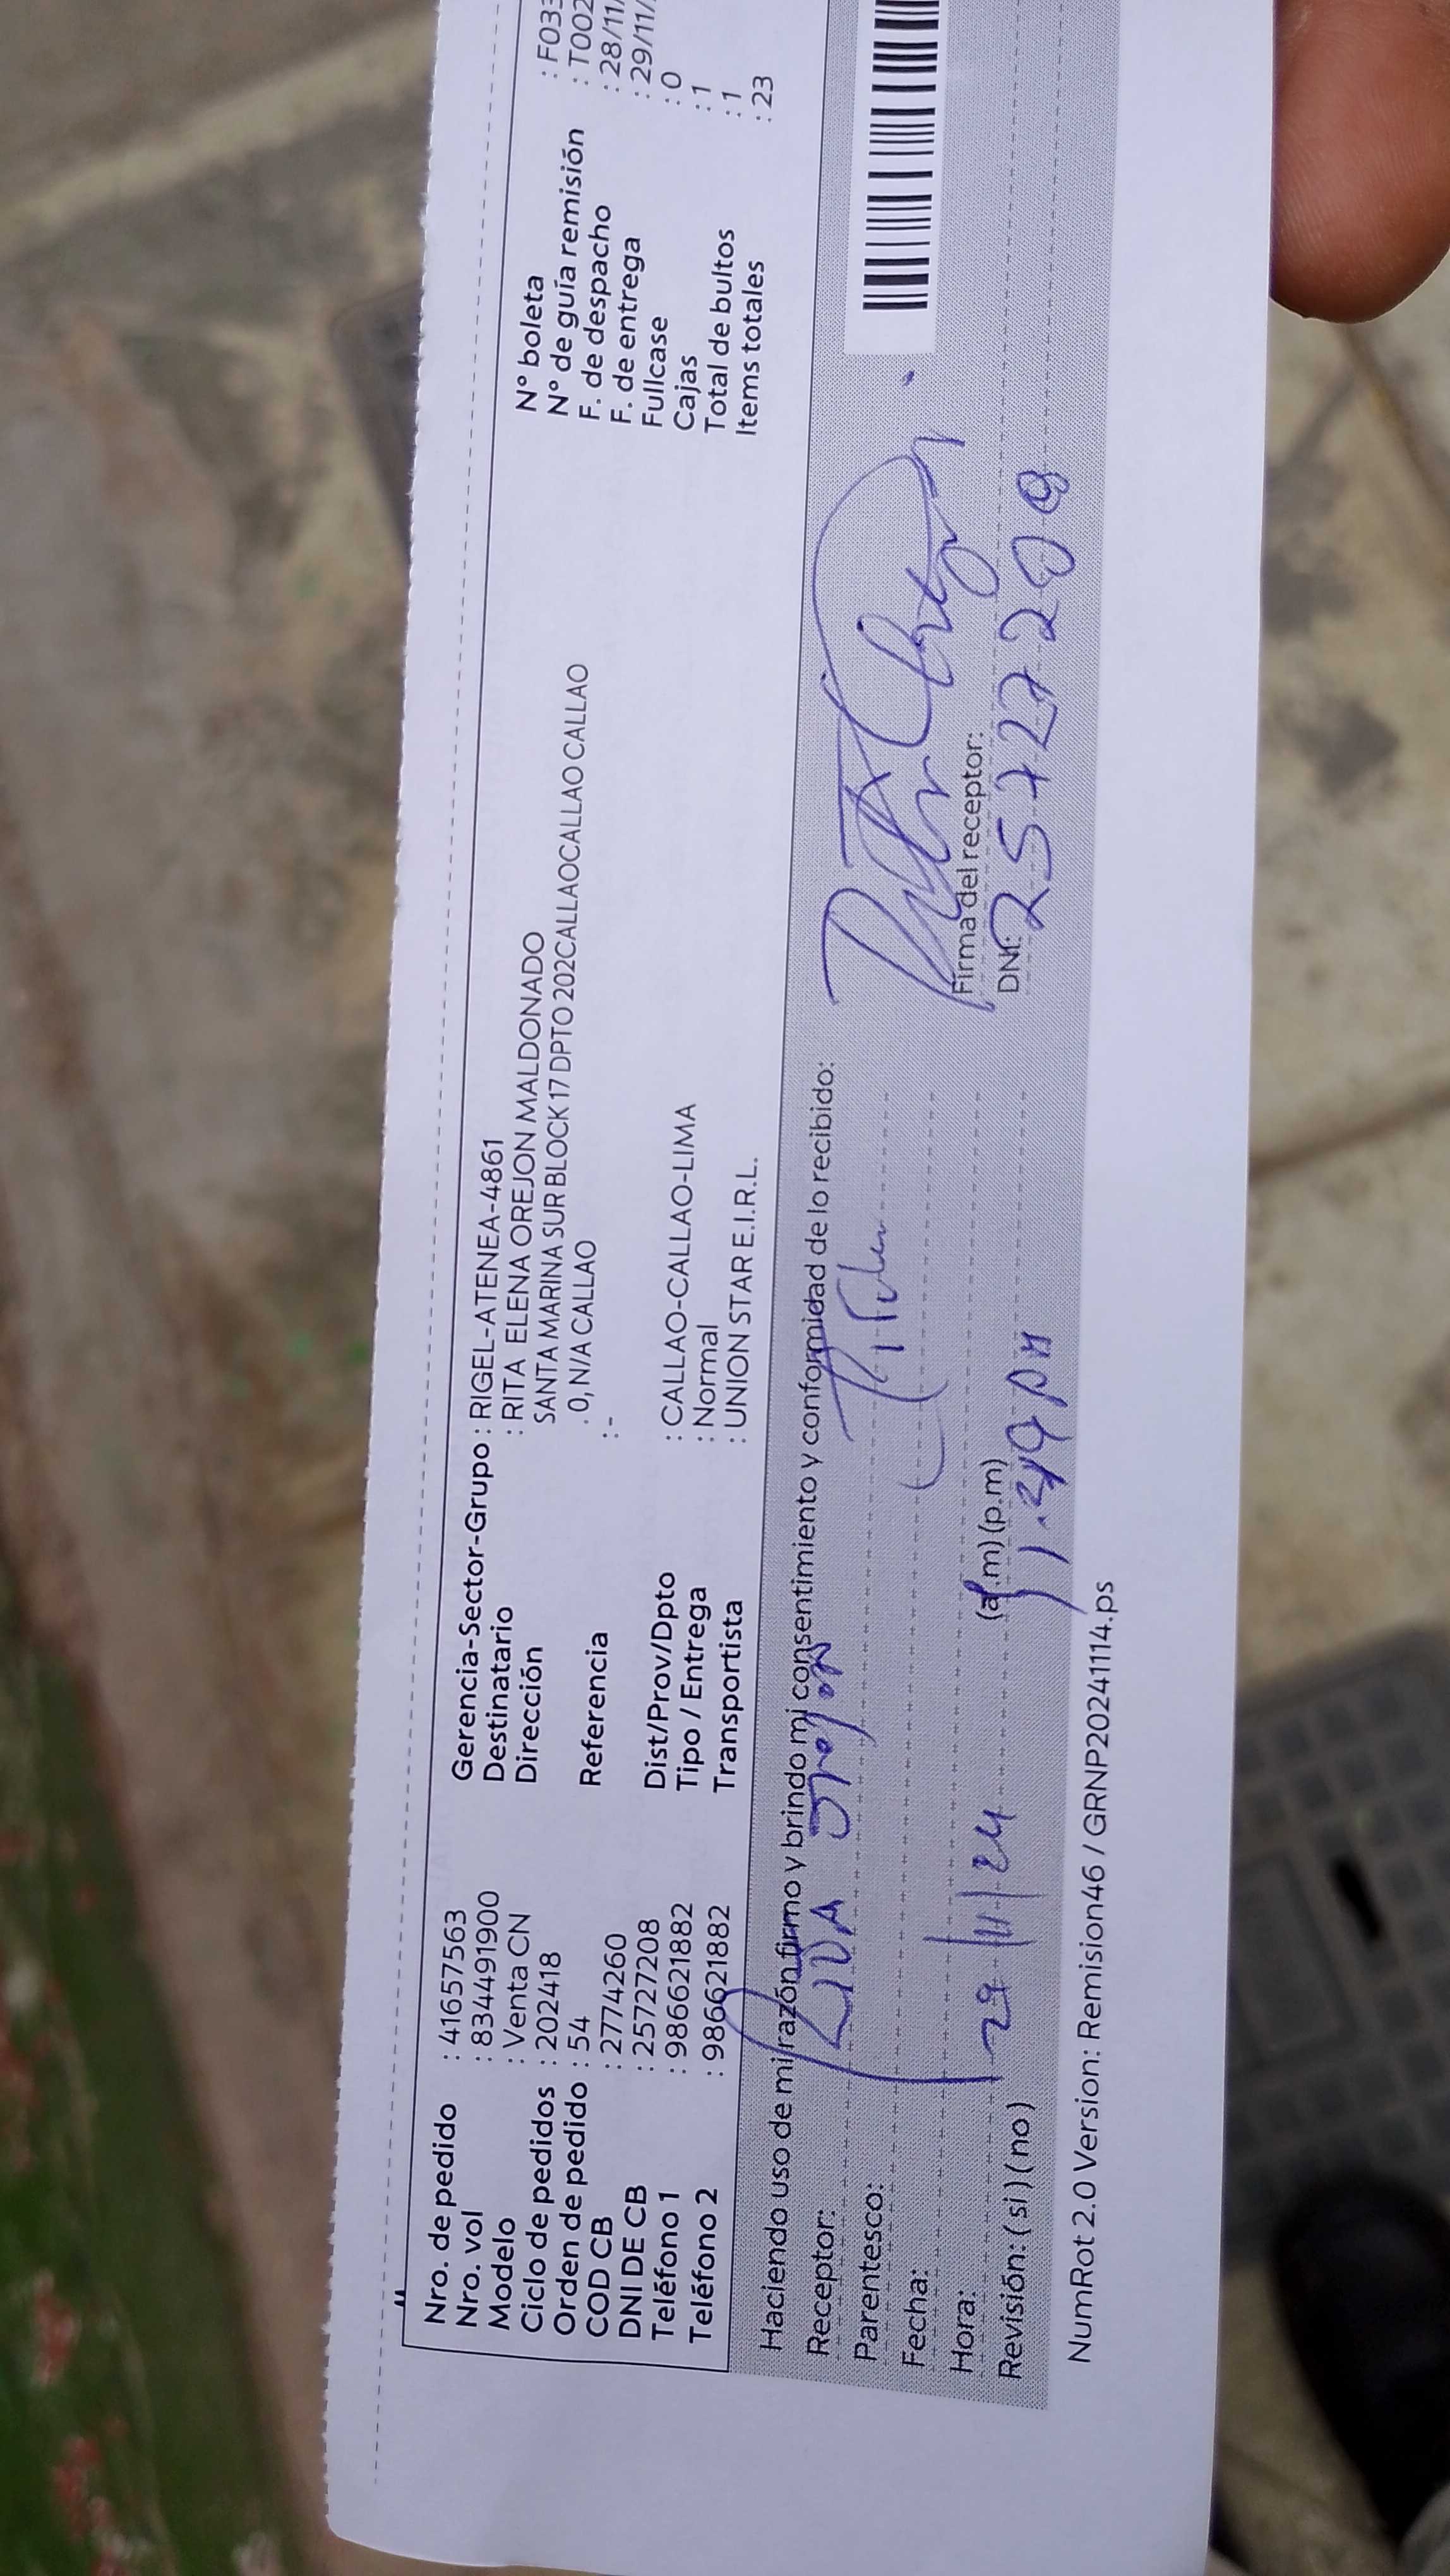 Nro. de pedido : 41657563
Nro. vol : 834491900
Modelo : Venta CN
Ciclo de pedidos : 202418
Orden de pedido : 54
COD CB : 2774260
DNI DE CB : 25727208
Teléfono 1 : 986621882
Teléfono 2 : 986621882
Gerencia-Sector-Grupo : RIGEL-ATENEA-4861
Destinatario : RITA ELENA OREJON MALDONADO
Dirección SANTA MARINA SUR BLOCK 17 DPTO 202CALLAOCALLAO CALLAO
. 0, N/A CALLAO
Referencia : -
Dist/Prov/Dpto : CALLAO-CALLAO-LIMA
Tipo / Entrega : Normal
Transportista : UNION STAR E.I.R.L.
N° boleta : F033
N° de guía remisión : T002
F. de despacho : 28/11/
F. de entrega : 29/11/
Fullcase : 0
Cajas : 1
Total de bultos : 1
Items totales : 23
Haciendo uso de mi razón firmo y brindo mi consentimiento y conformidad de lo recibido:
Receptor: Orejon
Parentesco:
Fecha: 29/11/24
Hora: (a.m) (p.m)
Revisión: ( si ) ( no )
Firma del receptor:
DNI: 25727208
NumRot 2.0 Version: Remision46 / GRNP20241114.ps